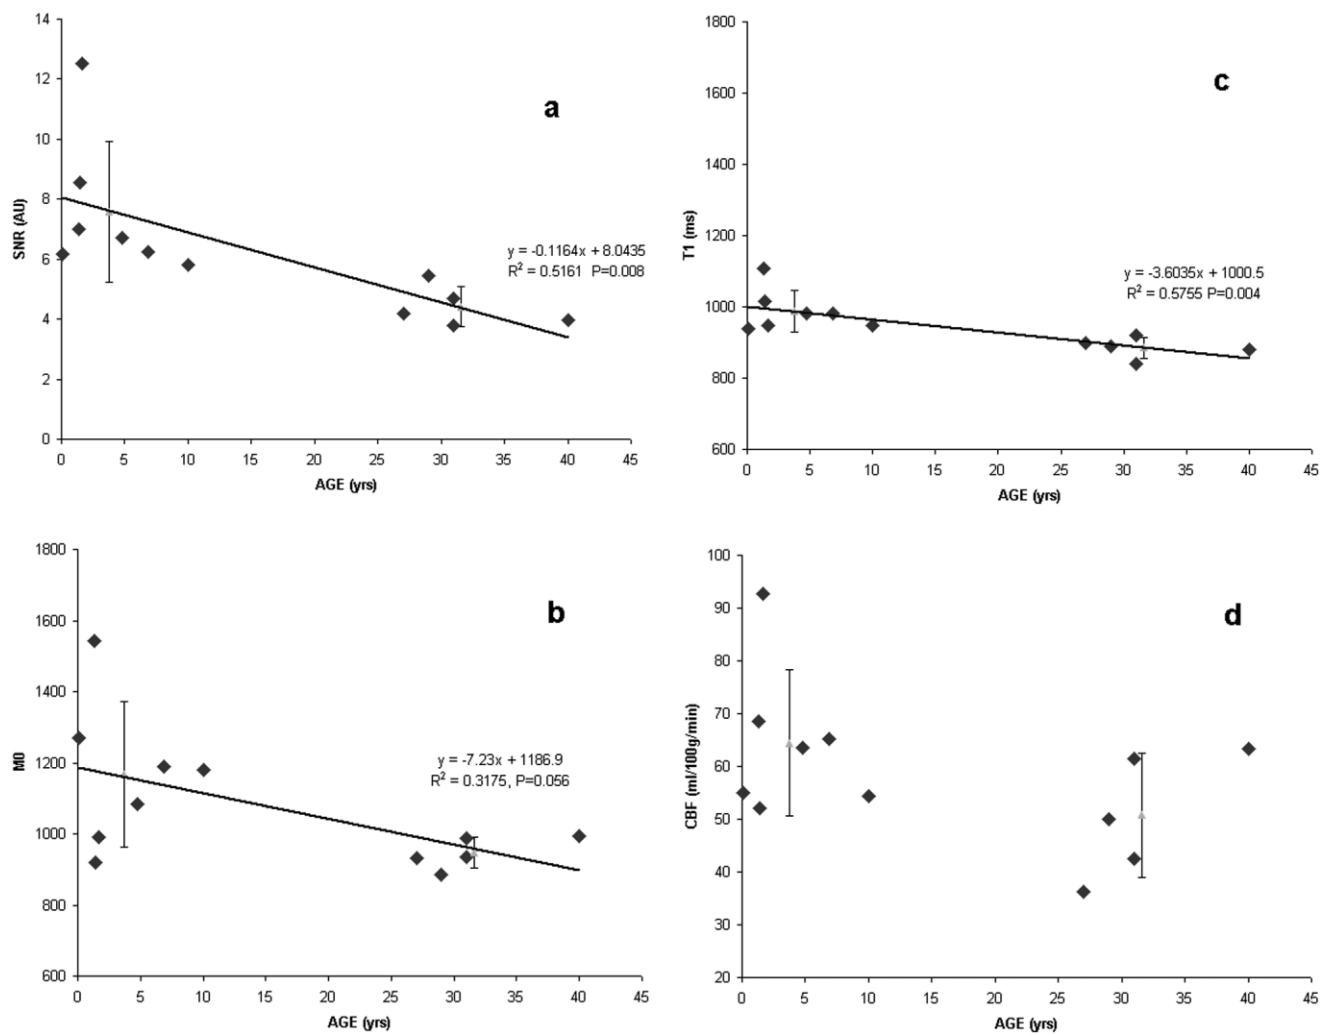 14
12
10
8
6
4
2
0
SNR (AU)
a
y = -0.1164x + 8.0435
R² = 0.5161 P=0.008
0 5 10 15 20 25 30 35 40 45
AGE (yrs)
1800
1600
1400
1200
1000
800
600
T1 (ms)
c
y = -3.6035x + 1000.5
R² = 0.5755 P=0.004
0 5 10 15 20 25 30 35 40 45
AGE (yrs)
1800
1600
1400
1200
1000
800
600
M0
b
y = -7.23x + 1186.9
R² = 0.3175, P=0.056
0 5 10 15 20 25 30 35 40 45
AGE (yrs)
100
90
80
70
60
50
40
30
20
CBF (ml/100g/min)
d
0 5 10 15 20 25 30 35 40 45
AGE (yrs)